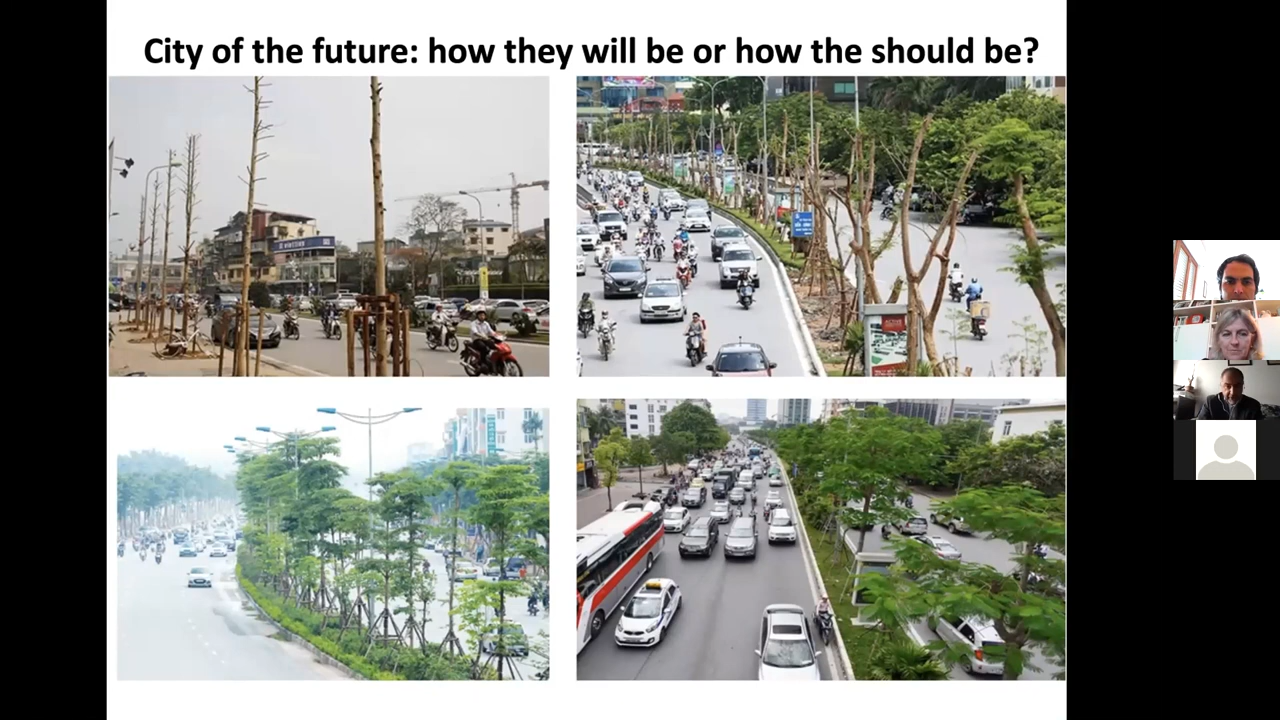 City of the future: how they will be or how the should be?